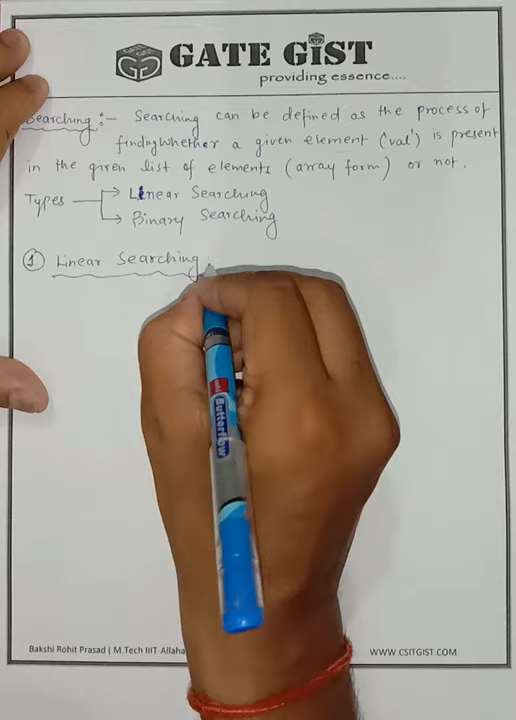 GATE GIST
providing essence....
Searching :- Searching can be defined as the process of
finding whether a given element ('val') is present
in the given list of elements (array form) or not.
Types → Linear Searching
→ Binary Searching
① Linear Searching :
Bakshi Rohit Prasad ( M.Tech IIIT Allaha
WWW.CSITGIST.COM
Butterflow